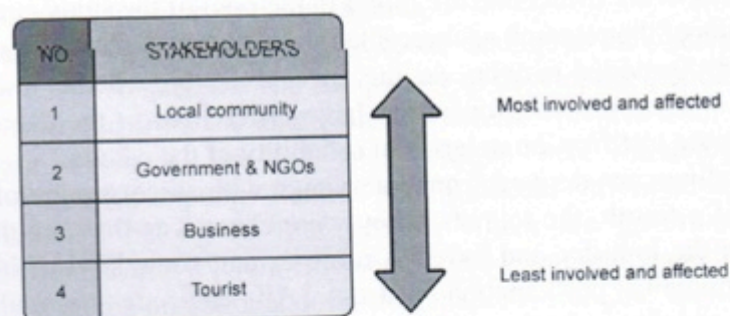 NO. STAKEHOLDERS
1 Local community
Most involved and affected
2 Government & NGOs
3 Business
4 Tourist
Least involved and affected